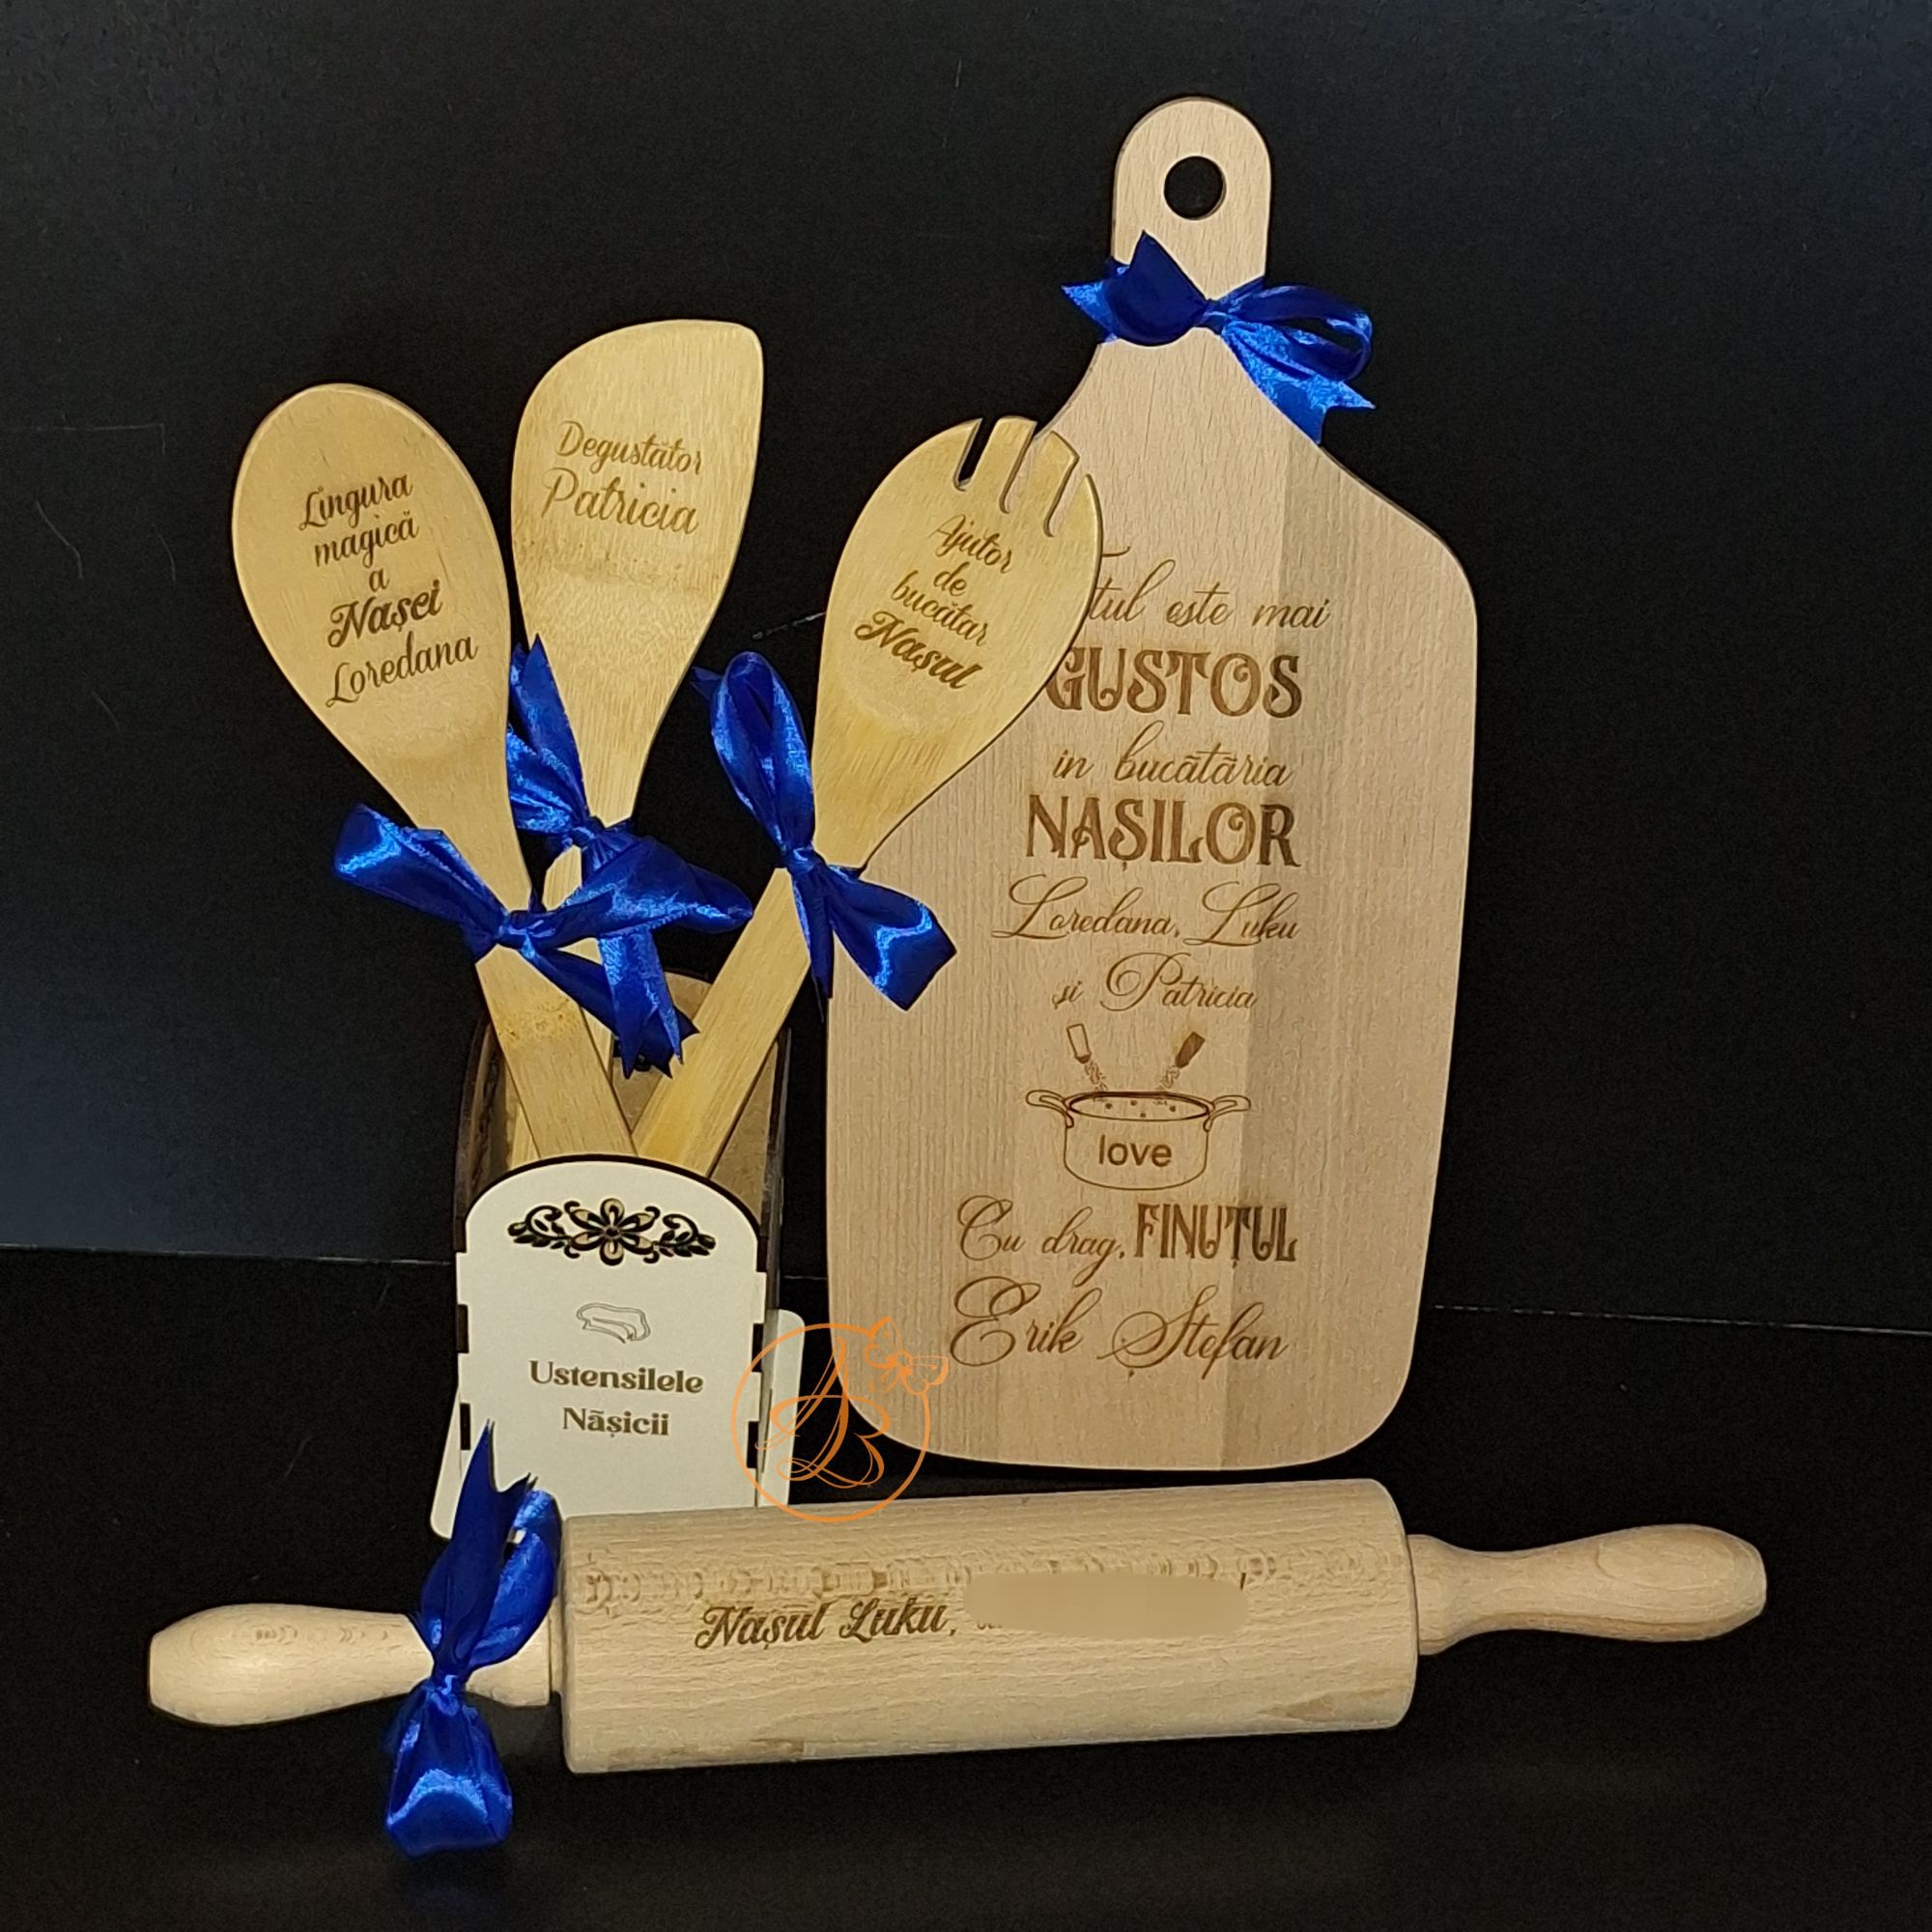 Lingura
magică
a
Nașei
Loredana
Degustător
Patricia
Ajutor
de
bucătar
Nașul
este mai
GUSTOS
in bucătăria
NAȘILOR
Loredana, Luku
și Patricia
love
Cu drag, FINUȚUL
Erik Ștefan
Ustensilele
Nășicii
AB
Nașul Luku,